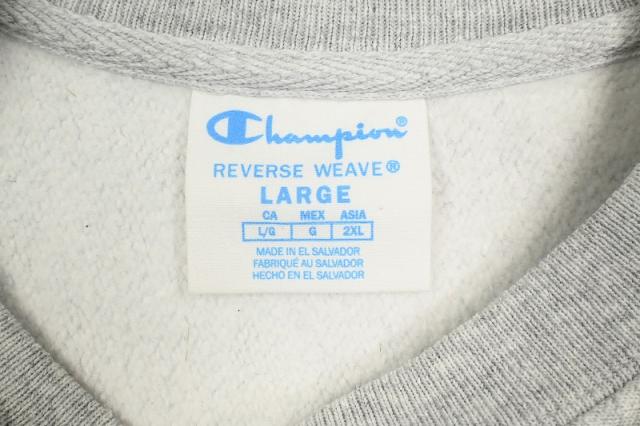 Champion®
REVERSE WEAVE®
LARGE
CA MEX ASIA
L/G G 2XL
MADE IN EL SALVADOR
FABRIQUÉ AU SALVADOR
HECHO EN EL SALVADOR